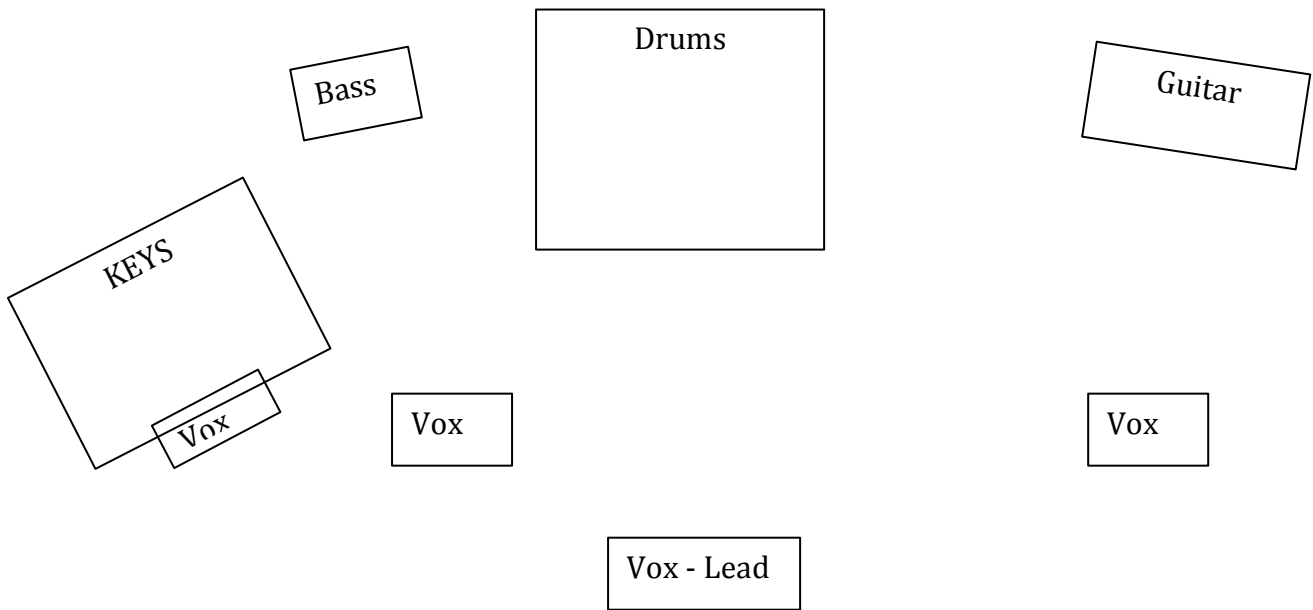 Drums
Bass
Guitar
KEYS
Vox
Vox
Vox
Vox - Lead